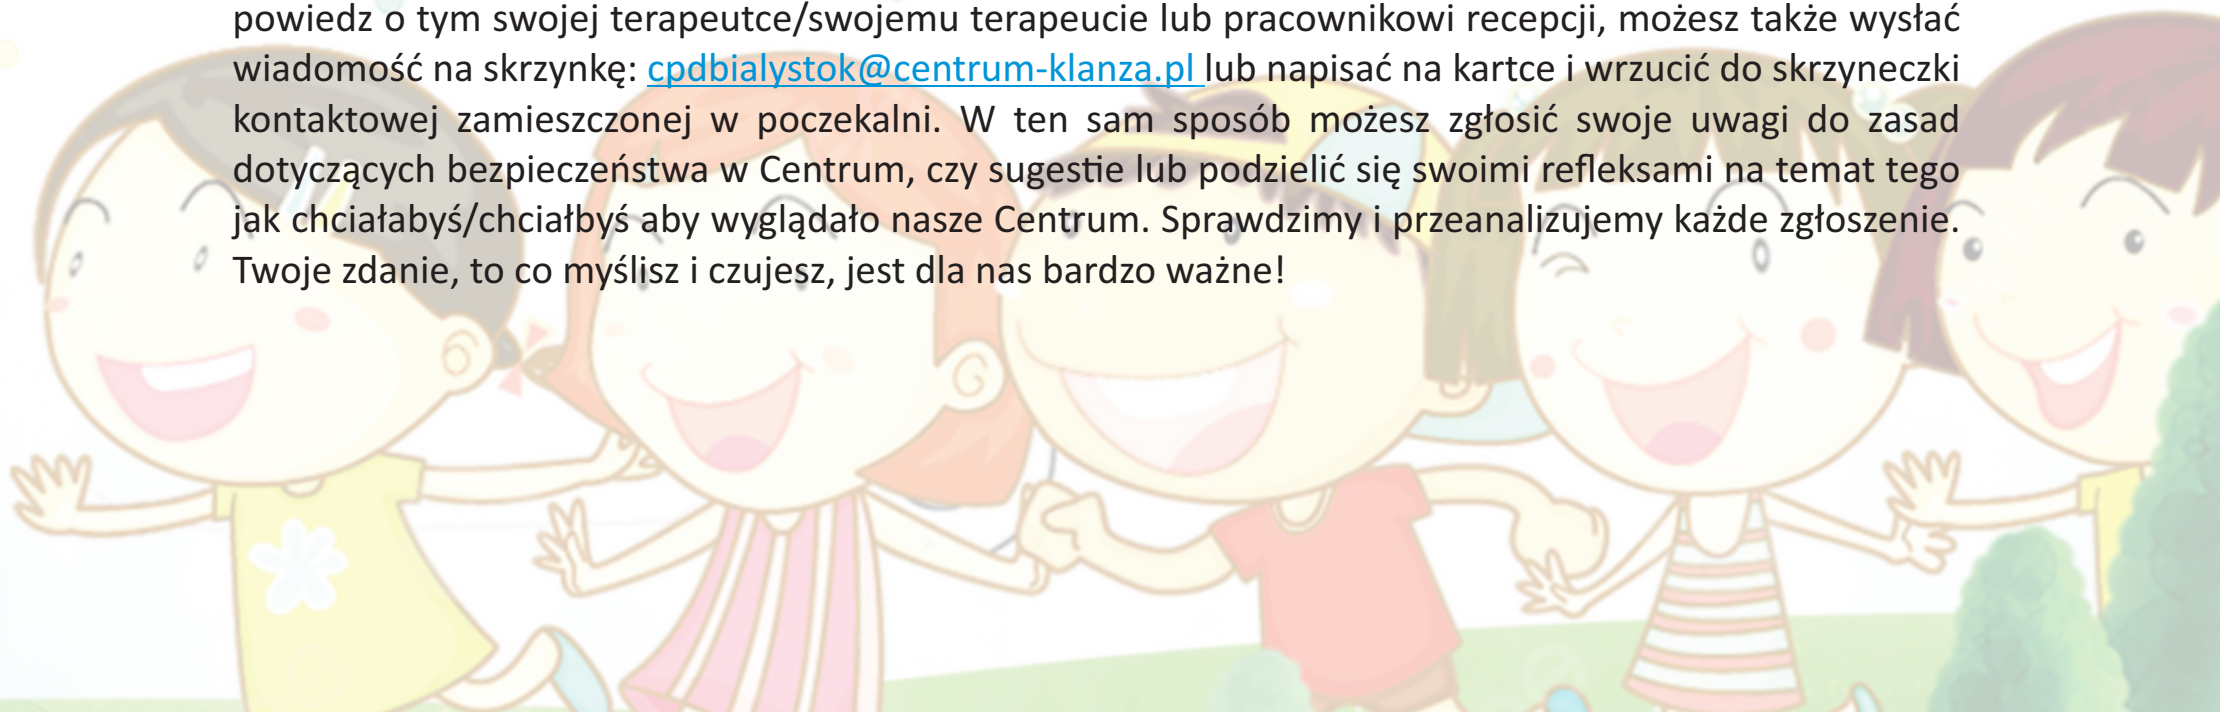 powiedz o tym swojej terapeutce/swojemu terapeucie lub pracownikowi recepcji, możesz także wysłać
wiadomość na skrzynkę: cpdbialystok@centrum-klanza.pl lub napisać na kartce i wrzucić do skrzyneczki
kontaktowej zamieszczonej w poczekalni. W ten sam sposób możesz zgłosić swoje uwagi do zasad
dotyczących bezpieczeństwa w Centrum, czy sugestie lub podzielić się swoimi refleksami na temat tego
jak chciałabyś/chciałbyś aby wyglądało nasze Centrum. Sprawdzimy i przeanalizujemy każde zgłoszenie.
Twoje zdanie, to co myślisz i czujesz, jest dla nas bardzo ważne!